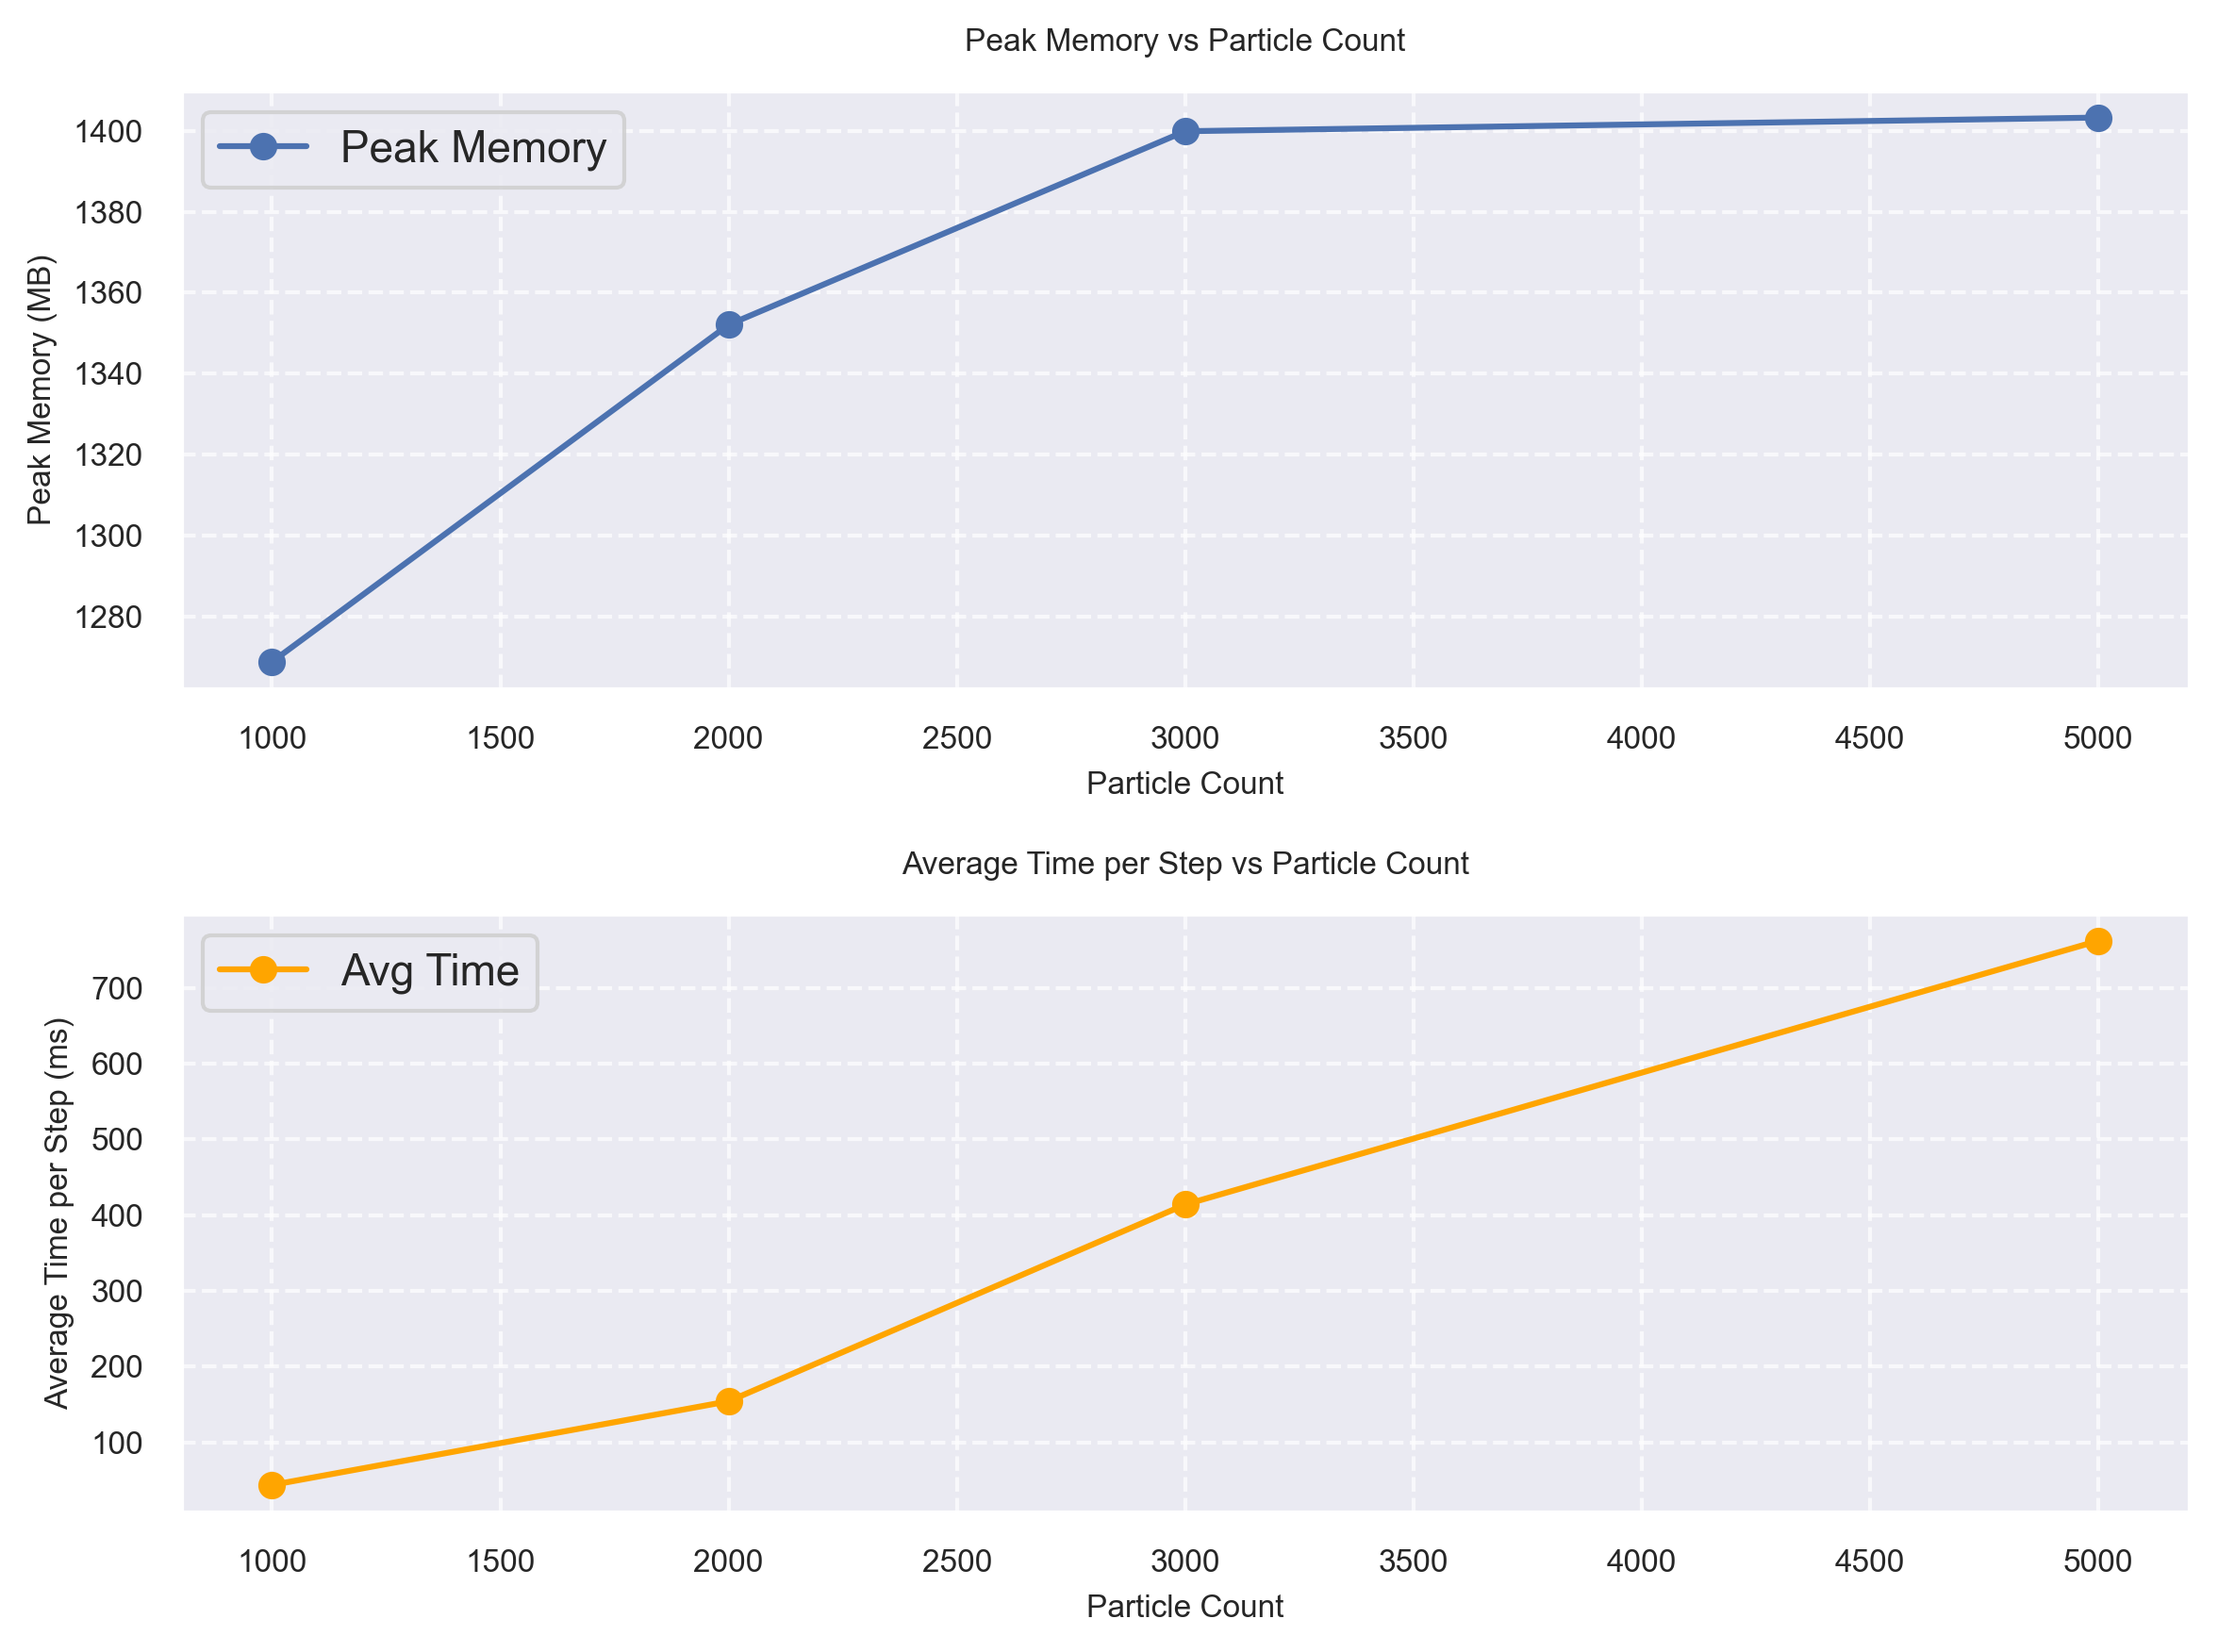 Peak Memory vs Particle Count
Peak Memory
Peak Memory (MB)
1400
1380
1360
1340
1320
1300
1280
1000 1500 2000 2500 3000 3500 4000 4500 5000
Particle Count
Average Time per Step vs Particle Count
Avg Time
Average Time per Step (ms)
700
600
500
400
300
200
100
1000 1500 2000 2500 3000 3500 4000 4500 5000
Particle Count